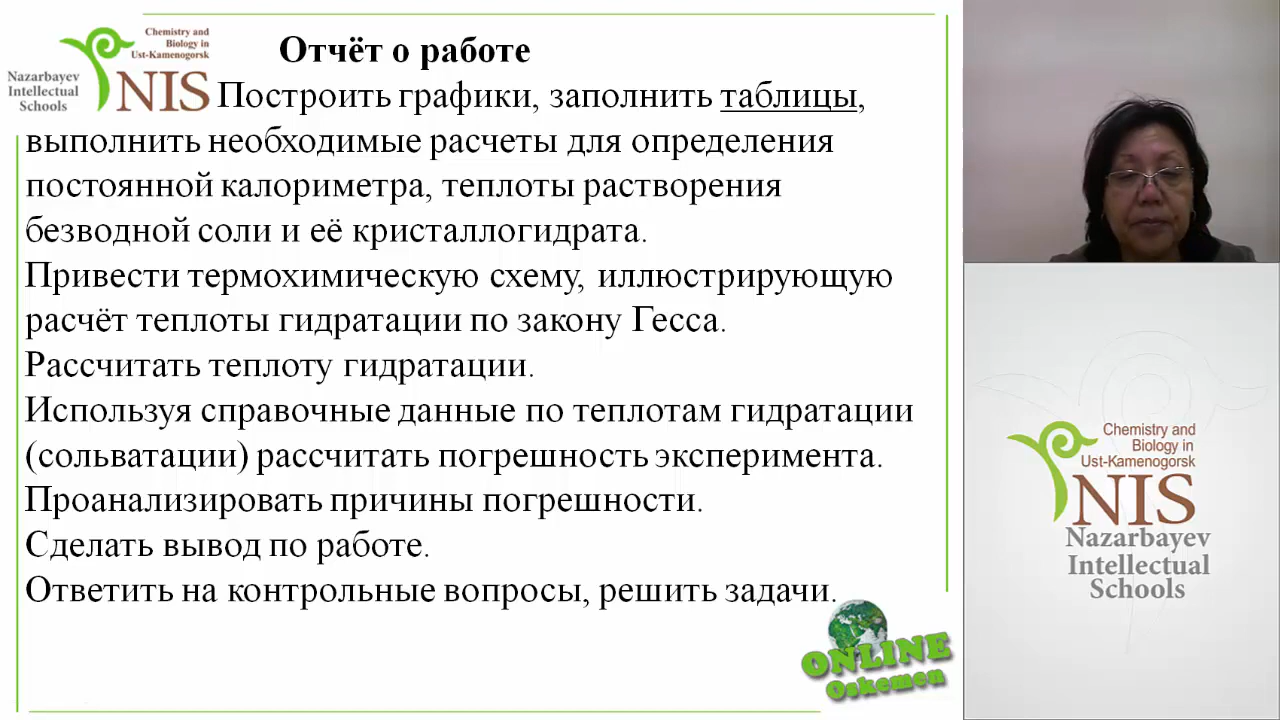 Chemistry and
Biology in
Ust-Kamenogorsk
Nazarbayev
Intellectual
Schools
NIS
Отчёт о работе
Построить графики, заполнить таблицы,
выполнить необходимые расчеты для определения
постоянной калориметра, теплоты растворения
безводной соли и её кристаллогидрата.
Привести термохимическую схему, иллюстрирующую
расчёт теплоты гидратации по закону Гесса.
Рассчитать теплоту гидратации.
Используя справочные данные по теплотам гидратации
(сольватации) рассчитать погрешность эксперимента.
Проанализировать причины погрешности.
Сделать вывод по работе.
Ответить на контрольные вопросы, решить задачи.
ONLINE
Oskemen
Chemistry and
Biology in
Ust-Kamenogorsk
NIS
Nazarbayev
Intellectual
Schools